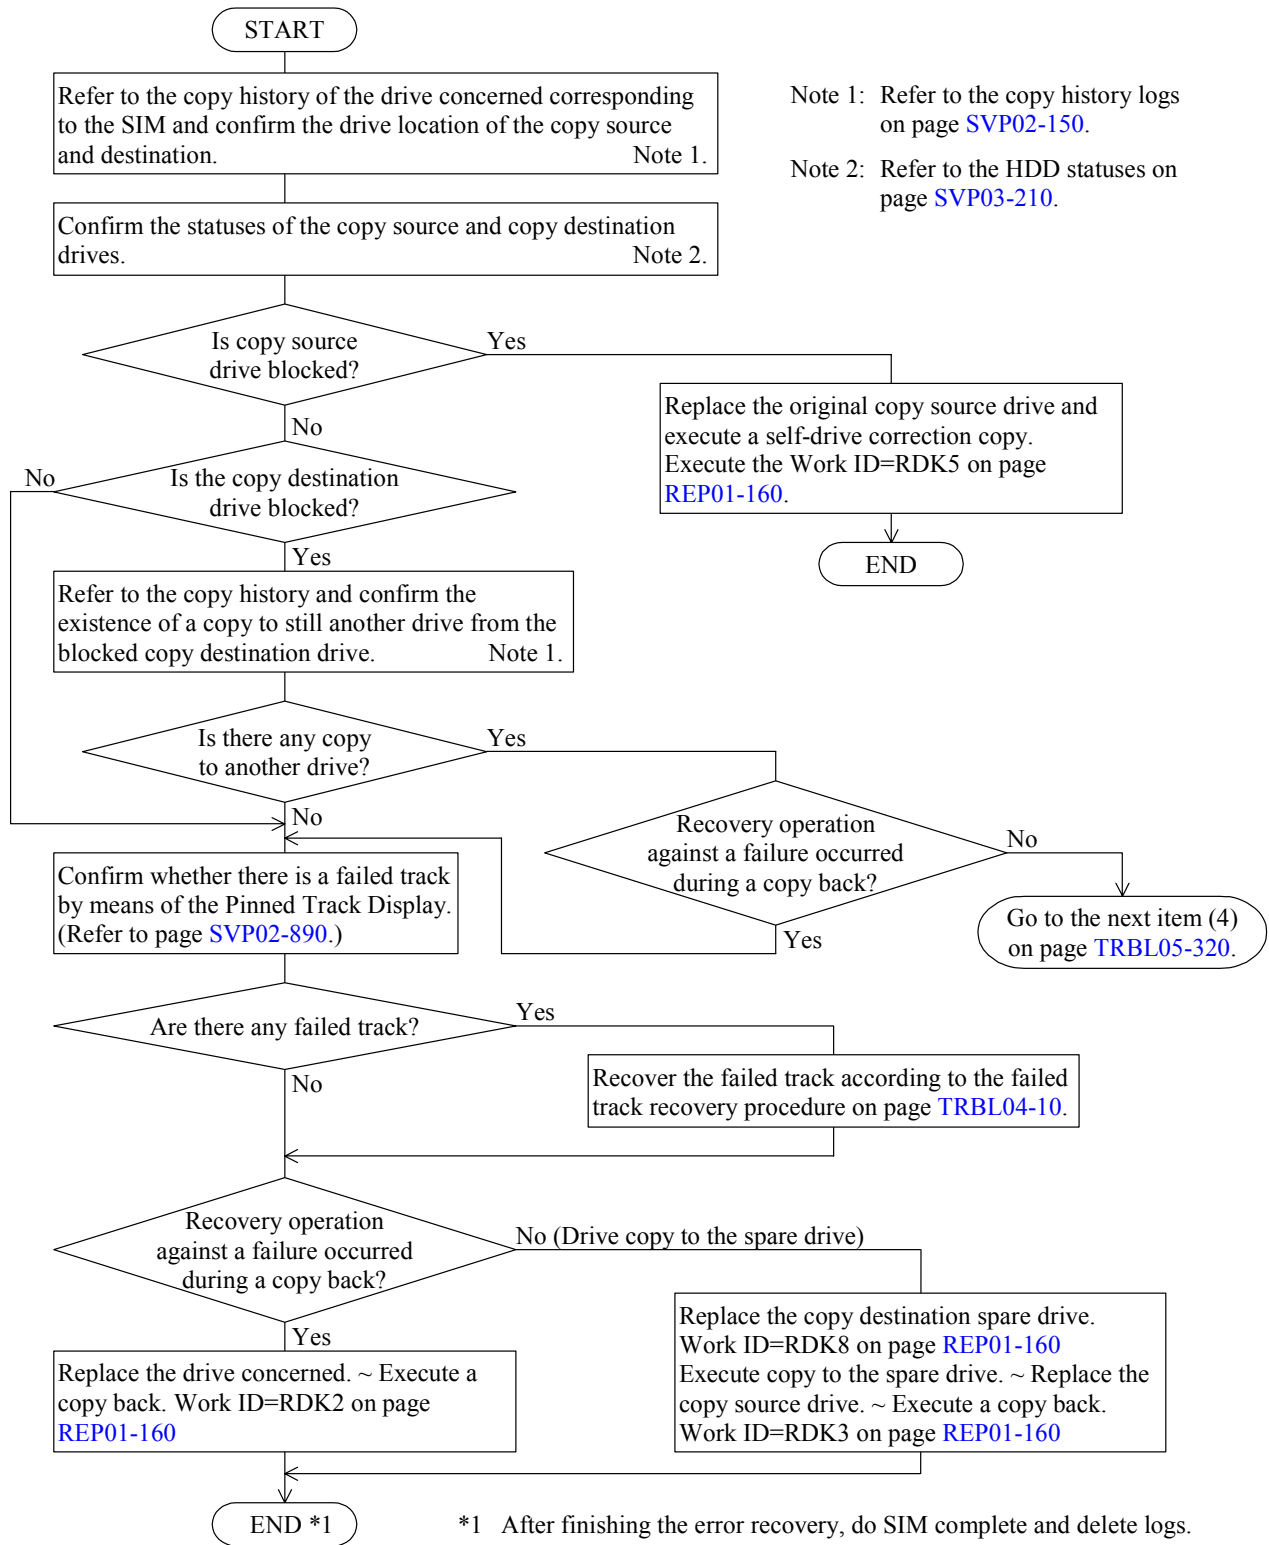 START
Refer to the copy history of the drive concerned corresponding
to the SIM and confirm the drive location of the copy source
and destination. Note 1.
Note 1: Refer to the copy history logs
on page SVP02-150.
Note 2: Refer to the HDD statuses on
page SVP03-210.
Confirm the statuses of the copy source and copy destination
drives. Note 2.
Is copy source
drive blocked?
Yes
No
Replace the original copy source drive and
execute a self-drive correction copy.
Execute the Work ID=RDK5 on page
REP01-160.
END
Is the copy destination
drive blocked?
No
Yes
Refer to the copy history and confirm the
existence of a copy to still another drive from the
blocked copy destination drive. Note 1.
Is there any copy
to another drive?
Yes
No
Recovery operation
against a failure occurred
during a copy back?
No
Yes
Go to the next item (4)
on page TRBL05-320.
Confirm whether there is a failed track
by means of the Pinned Track Display.
(Refer to page SVP02-890.)
Are there any failed track?
Yes
No
Recover the failed track according to the failed
track recovery procedure on page TRBL04-10.
Recovery operation
against a failure occurred
during a copy back?
No (Drive copy to the spare drive)
Yes
Replace the drive concerned. ~ Execute a
copy back. Work ID=RDK2 on page
REP01-160
Replace the copy destination spare drive.
Work ID=RDK8 on page REP01-160
Execute copy to the spare drive. ~ Replace the
copy source drive. ~ Execute a copy back.
Work ID=RDK3 on page REP01-160
END *1
*1 After finishing the error recovery, do SIM complete and delete logs.